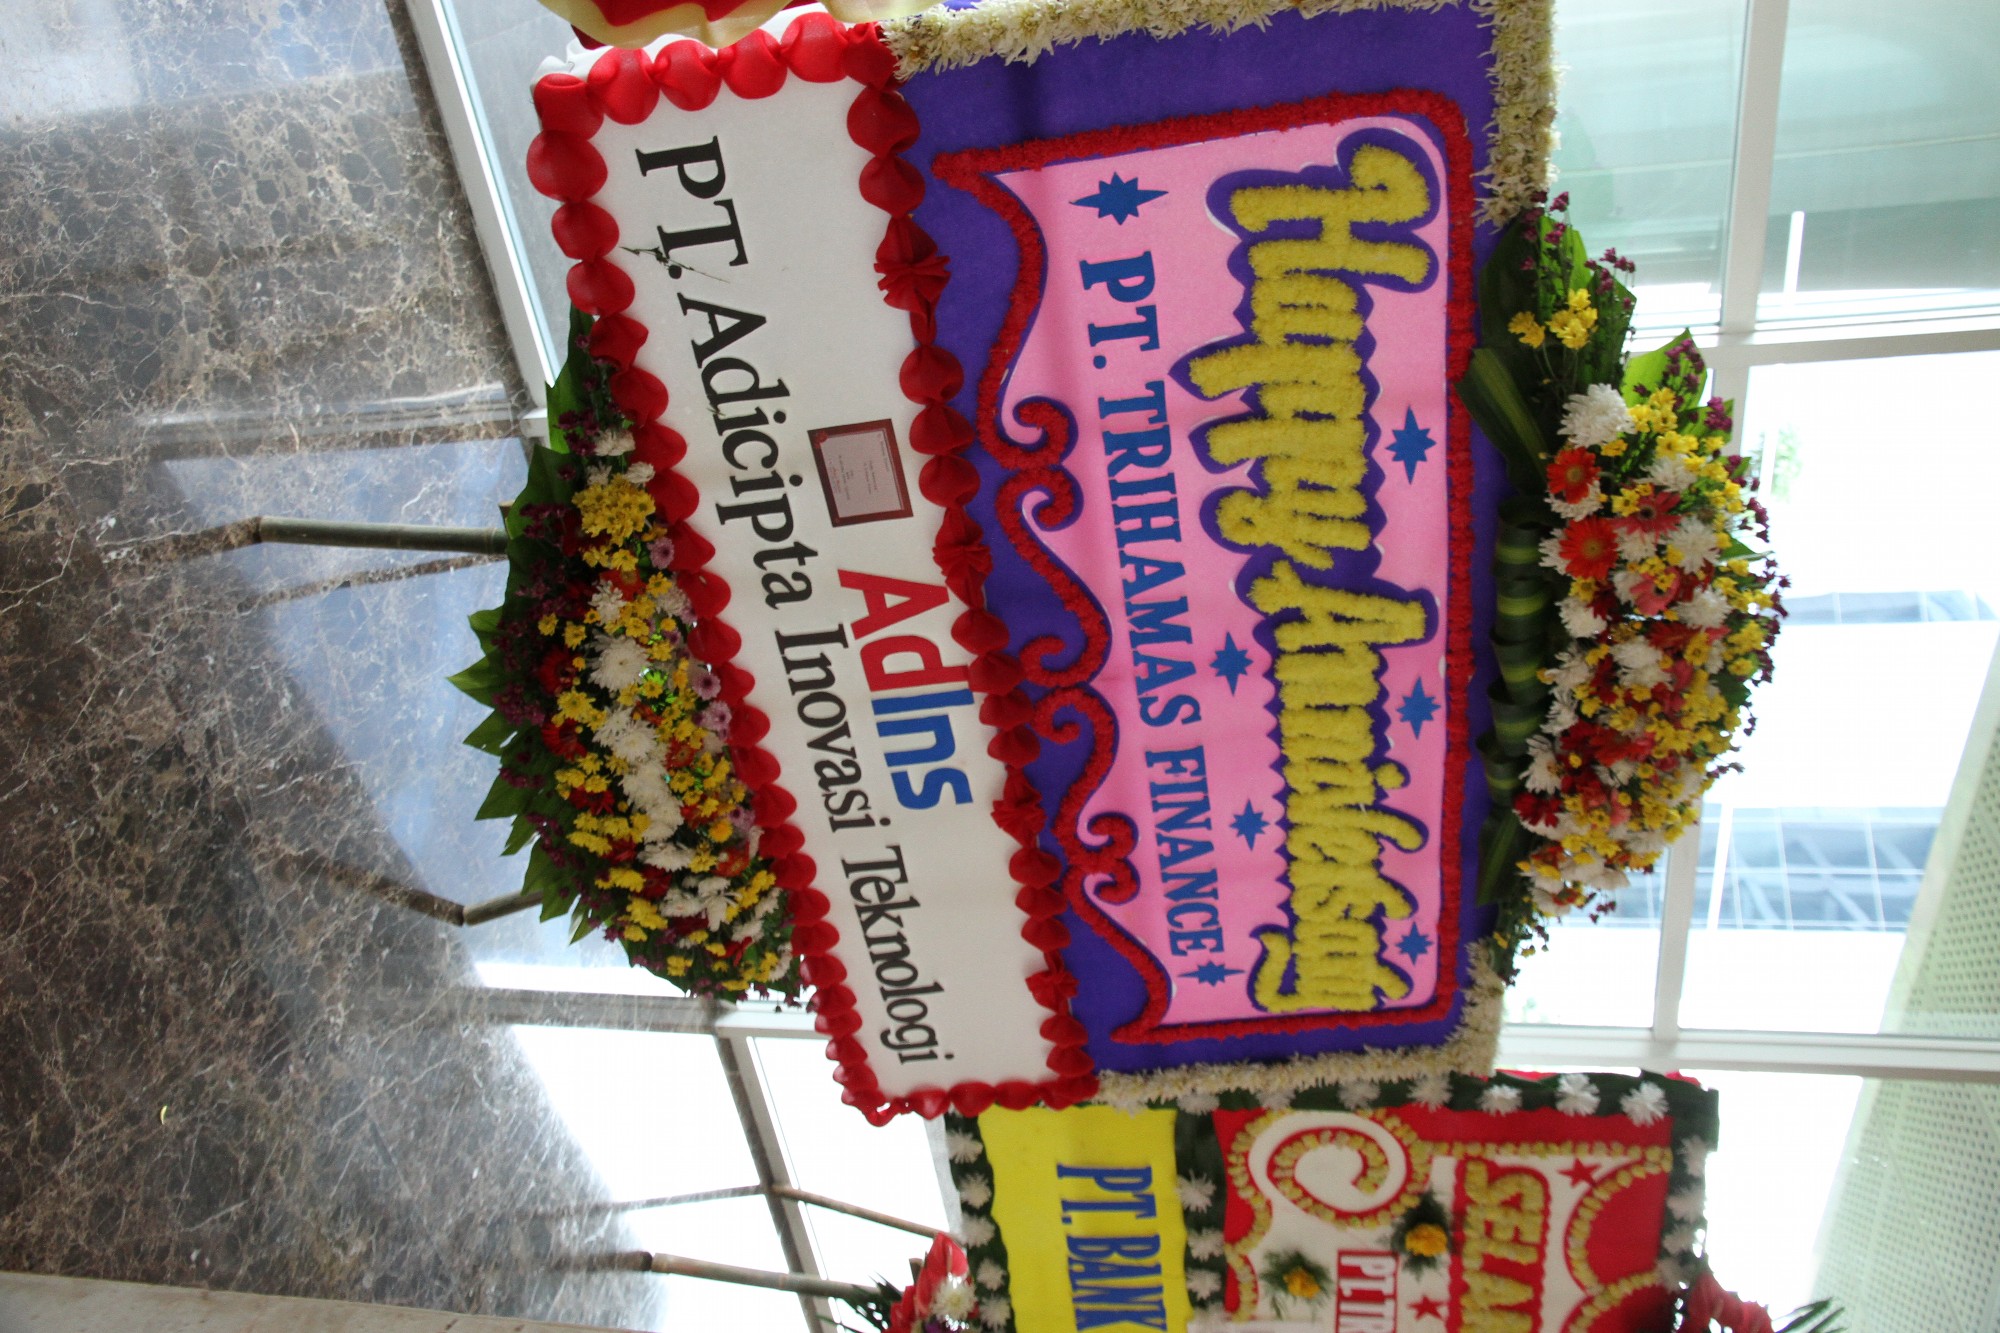 Happy Anniversary
PT. TRIHAMAS FINANCE
AdIns
PT. Adicipta Inovasi Teknologi
PT. BANK